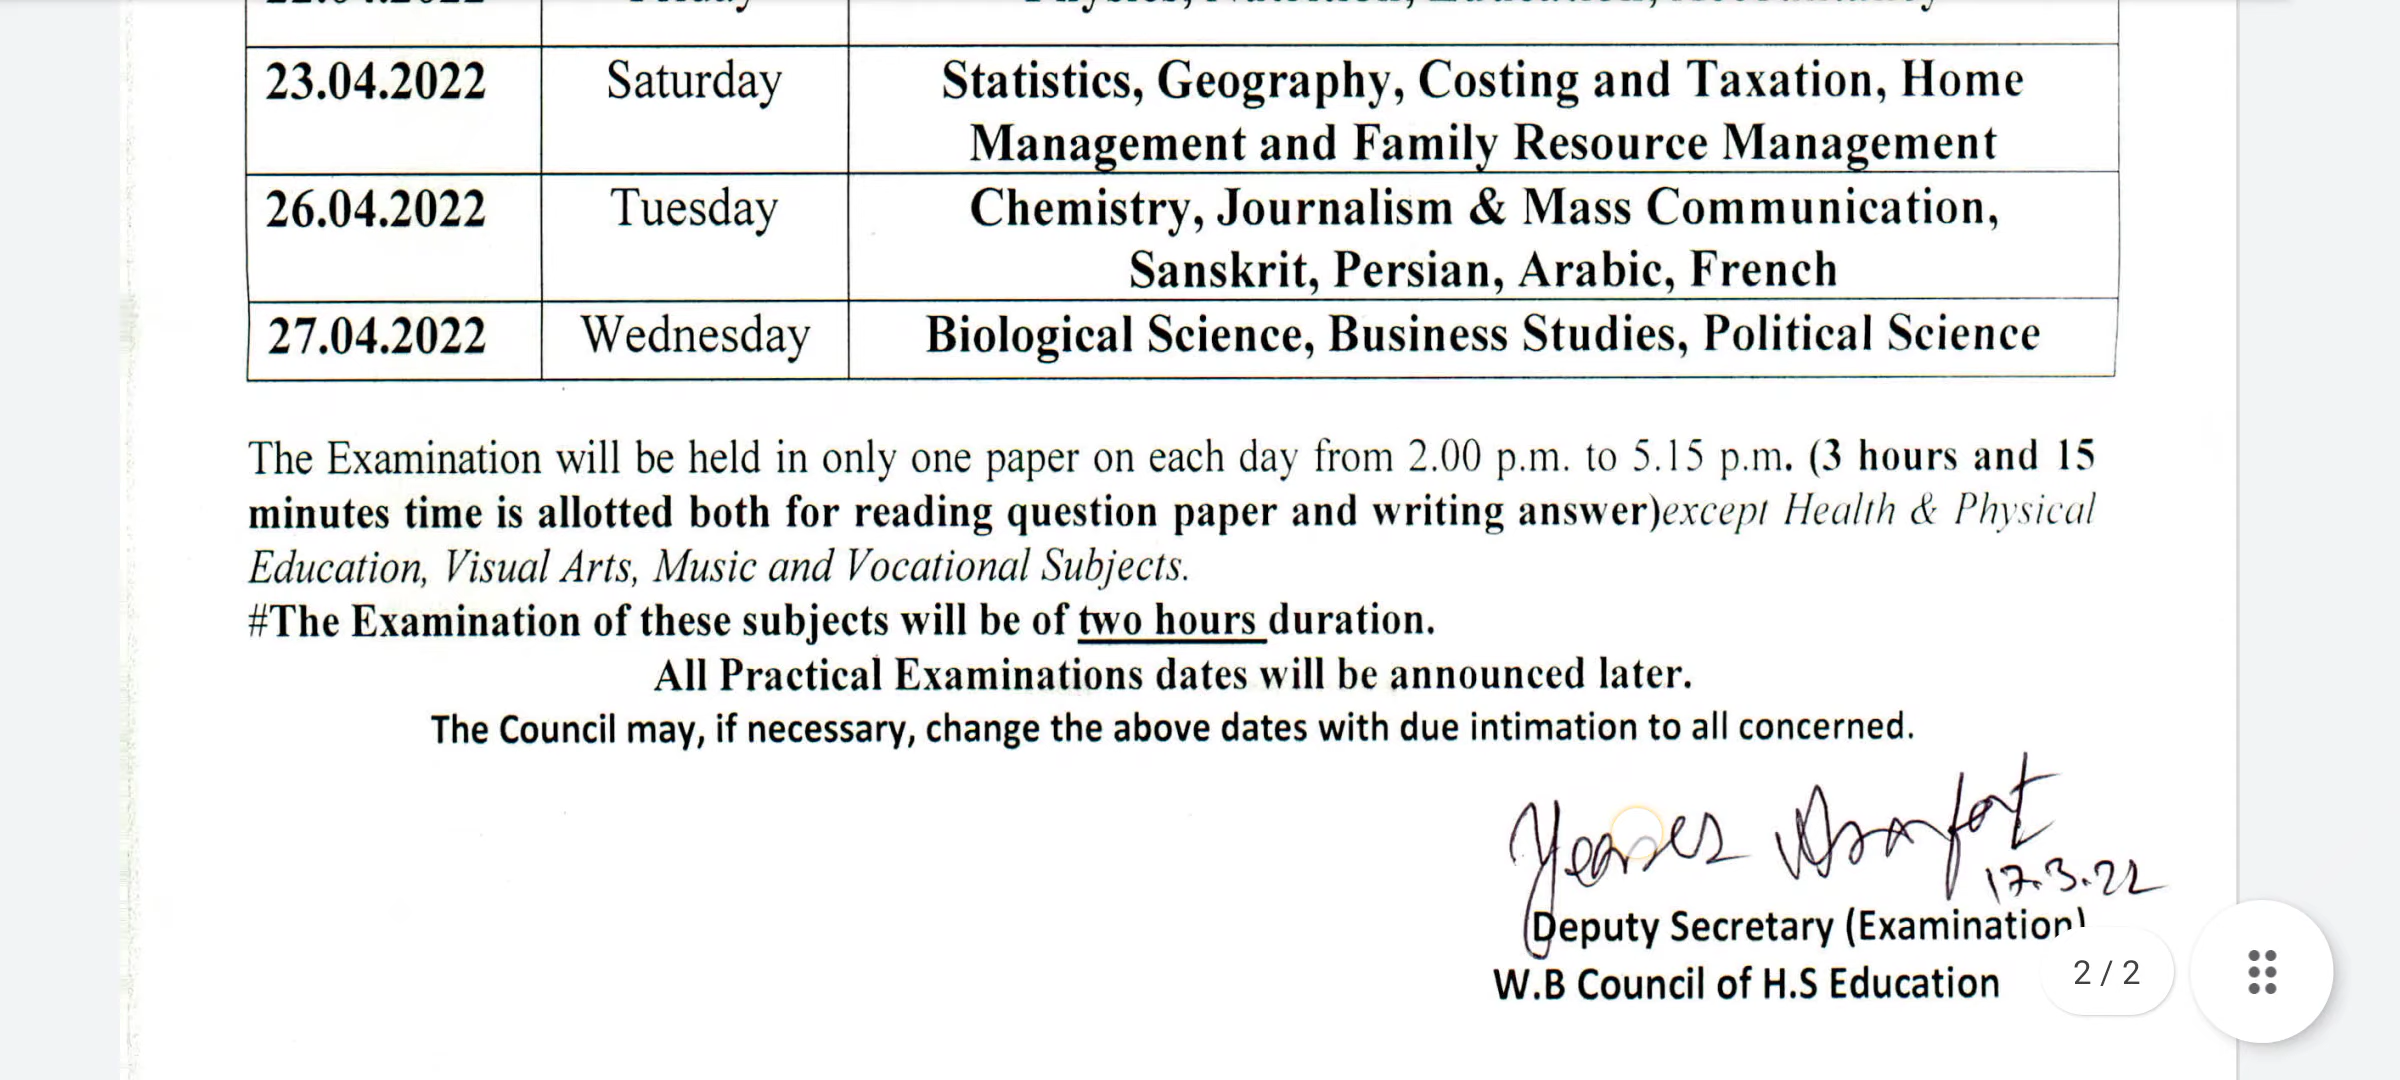 23.04.2022 Saturday Statistics, Geography, Costing and Taxation, Home
Management and Family Resource Management
26.04.2022 Tuesday Chemistry, Journalism & Mass Communication,
Sanskrit, Persian, Arabic, French
27.04.2022 Wednesday Biological Science, Business Studies, Political Science
The Examination will be held in only one paper on each day from 2.00 p.m. to 5.15 p.m. (3 hours and 15
minutes time is allotted both for reading question paper and writing answer)except Health & Physical
Education, Visual Arts, Music and Vocational Subjects.
#The Examination of these subjects will be of two hours duration.
All Practical Examinations dates will be announced later.
The Council may, if necessary, change the above dates with due intimation to all concerned.
17.3.22
Deputy Secretary (Examination)
W.B Council of H.S Education
2 / 2